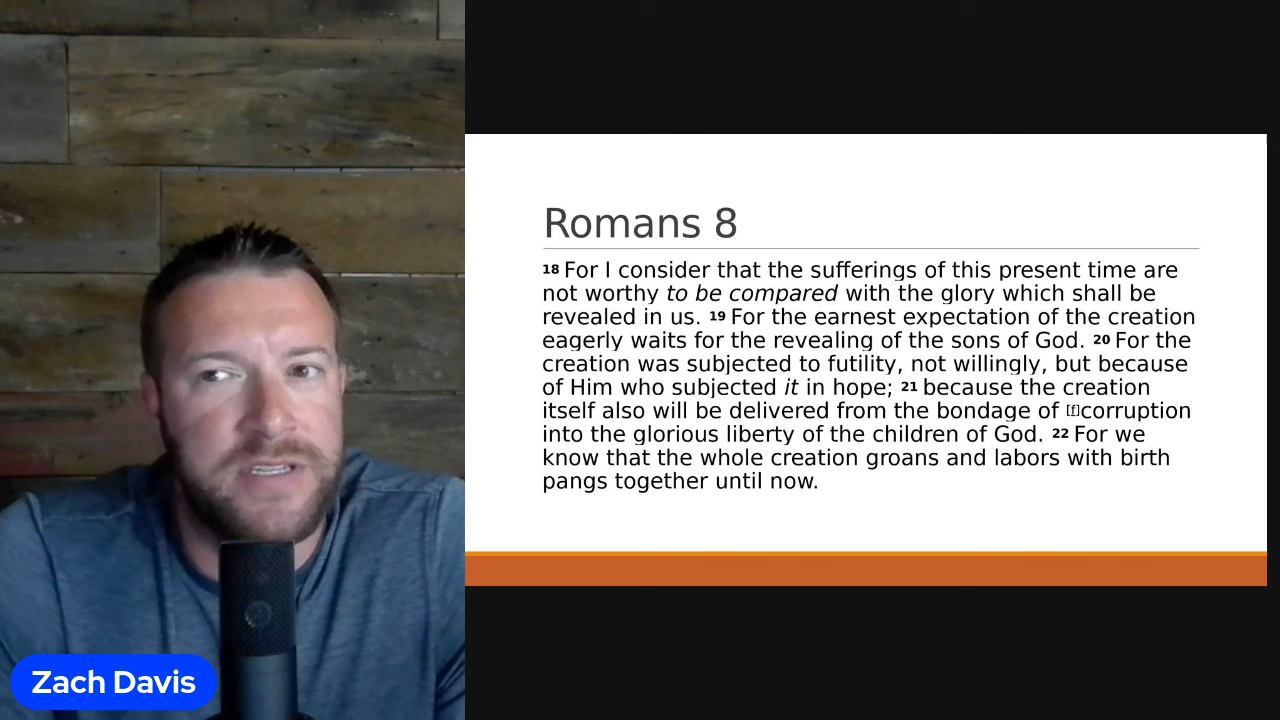 Romans 8
18 For I consider that the sufferings of this present time are
not worthy to be compared with the glory which shall be
revealed in us. 19 For the earnest expectation of the creation
eagerly waits for the revealing of the sons of God. 20 For the
creation was subjected to futility, not willingly, but because
of Him who subjected it in hope; 21 because the creation
itself also will be delivered from the bondage of [f]corruption
into the glorious liberty of the children of God. 22 For we
know that the whole creation groans and labors with birth
pangs together until now.
Zach Davis